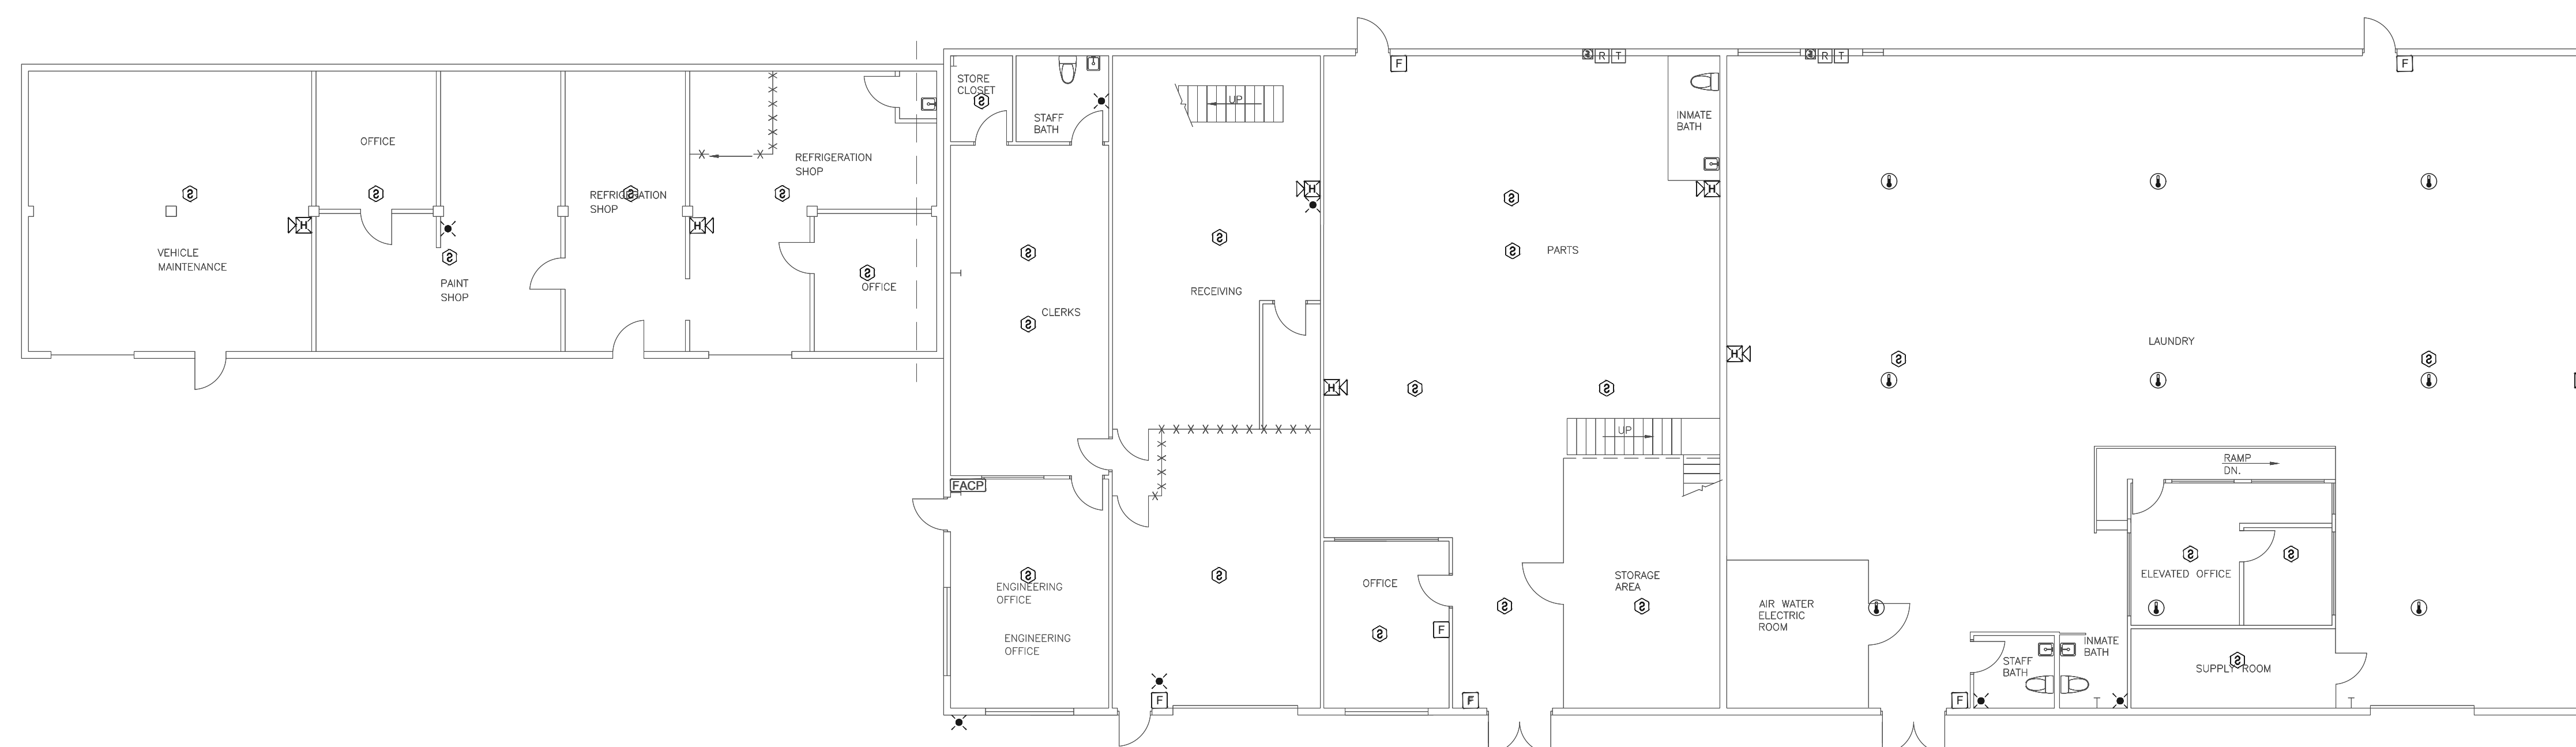 VEHICLE
MAINTENANCE
OFFICE
PAINT
SHOP
REFRIGERATION
SHOP
REFRIGERATION
SHOP
OFFICE
S
S
S
S
S
S
H
H
STORE
CLOSET
S
STAFF
BATH
CLERKS
S
S
FACP
ENGINEERING
OFFICE
S
ENGINEERING
OFFICE
UP
RECEIVING
S
H
S
F
F
S
R
T
INMATE
BATH
H
S
S
PARTS
H
S
S
UP
OFFICE
S
F
F
S
STORAGE
AREA
S
S
R
T
F
H
LAUNDRY
S
S
RAMP
DN.
S
S
ELEVATED OFFICE
AIR WATER
ELECTRIC
ROOM
F
STAFF
BATH
INMATE
BATH
S
SUPPLY ROOM